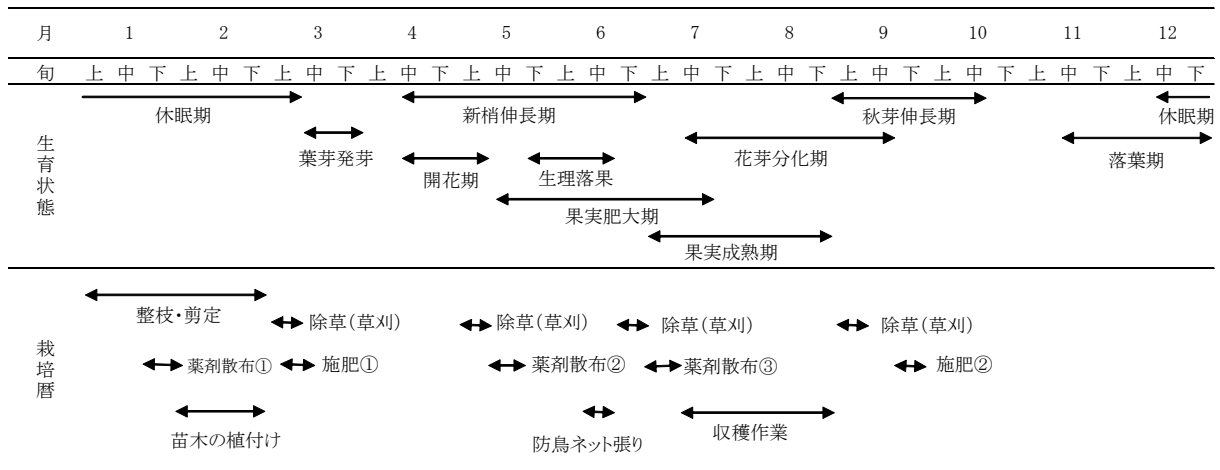 月 1 2 3 4 5 6 7 8 9 10 11 12
旬 上 中 下 上 中 下 上 中 下 上 中 下 上 中 下 上 中 下 上 中 下 上 中 下 上 中 下 上 中 下 上 中 下 上 中 下
生育状態
休眠期 新梢伸長期 秋芽伸長期 休眠期
葉芽発芽 花芽分化期 落葉期
開花期 生理落果
果実肥大期
果実成熟期
栽培暦
整枝・剪定
除草(草刈) 除草(草刈) 除草(草刈) 除草(草刈)
薬剤散布① 施肥① 薬剤散布② 薬剤散布③ 施肥②
苗木の植付け 防鳥ネット張り 収穫作業